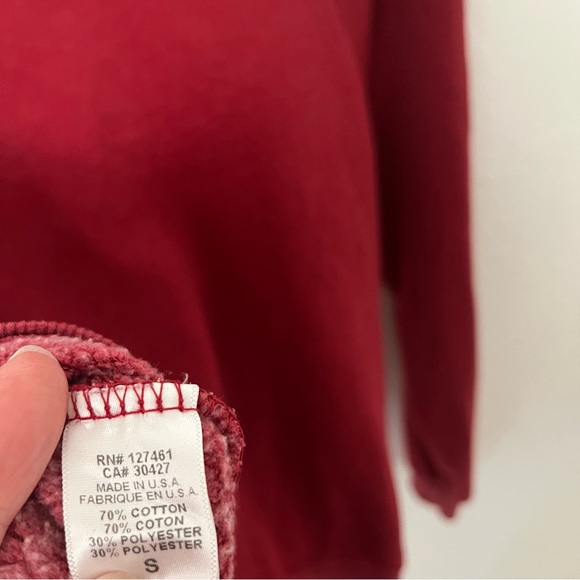 RN# 127461
CA# 30427
MADE IN U.S.A.
FABRIQUE EN U.S.A.
70% COTTON
70% COTON
30% POLYESTER
30% POLYESTER
S